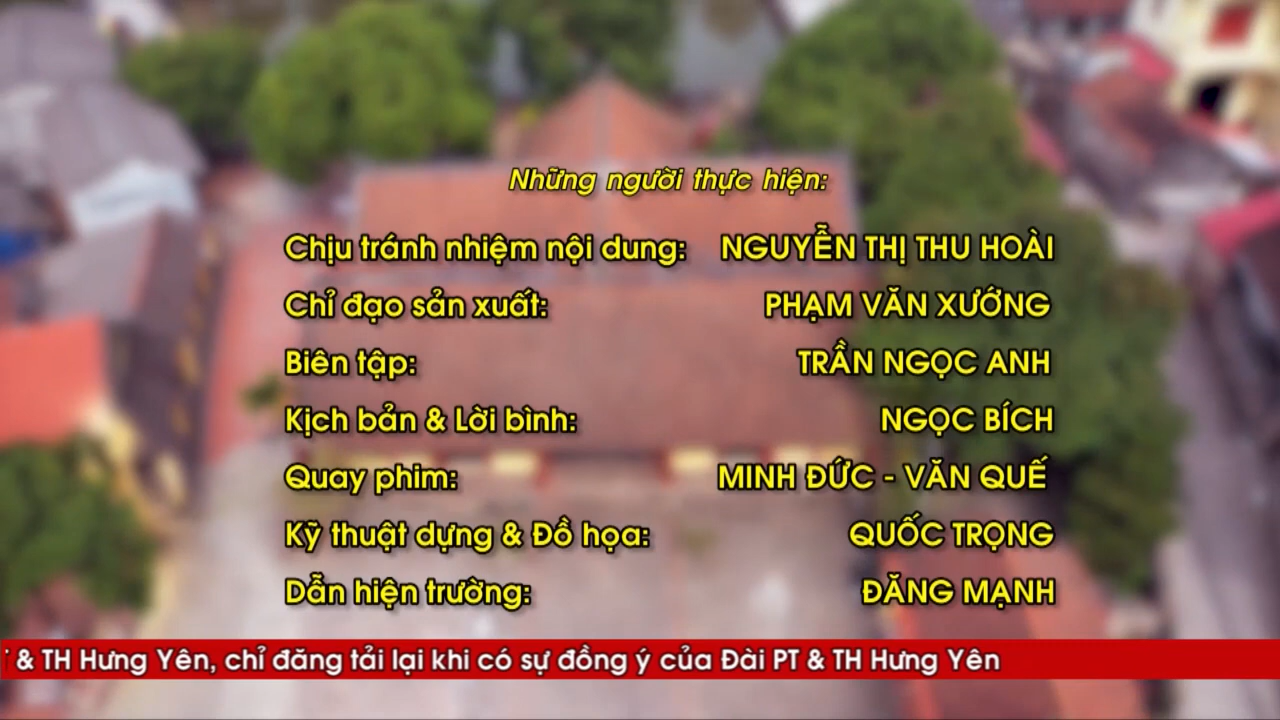 Những người thực hiện:
Chịu tránh nhiệm nội dung: NGUYỄN THỊ THU HOÀI
Chỉ đạo sản xuất: PHẠM VĂN XƯỚNG
Biên tập: TRẦN NGỌC ANH
Kịch bản & Lời bình: NGỌC BÍCH
Quay phim: MINH ĐỨC - VĂN QUẾ
Kỹ thuật dựng & Đồ họa: QUỐC TRỌNG
Dẫn hiện trường: ĐĂNG MẠNH
& TH Hưng Yên, chỉ đăng tải lại khi có sự đồng ý của Đài PT & TH Hưng Yên